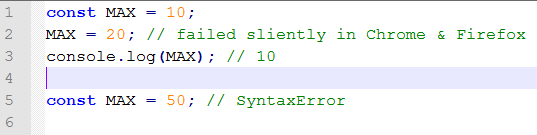 1 const MAX = 10;
2 MAX = 20; // failed sliently in Chrome & Firefox
3 console.log(MAX); // 10
4
5 const MAX = 50; // SyntaxError
6